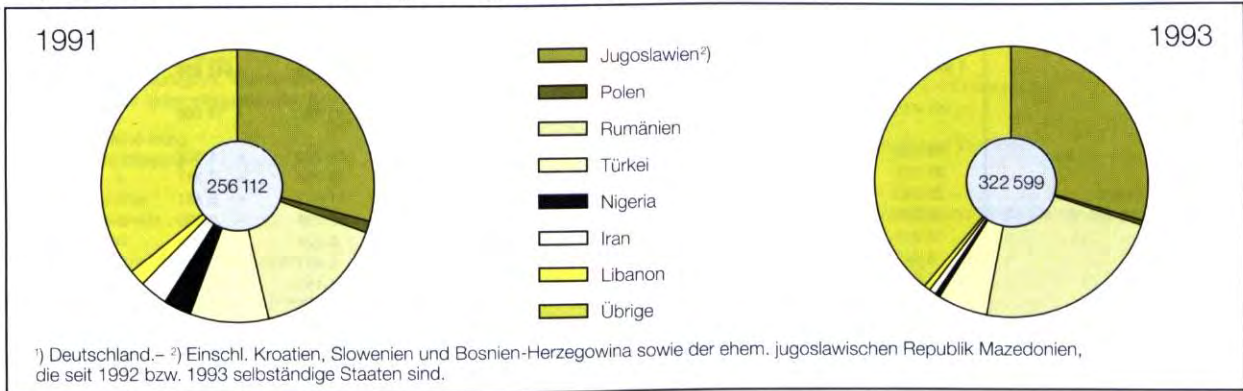 1991
1993
Jugoslawien²)
Polen
Rumänien
Türkei
Nigeria
Iran
Libanon
Übrige
256 112
322 599
¹) Deutschland.– ²) Einschl. Kroatien, Slowenien und Bosnien-Herzegowina sowie der ehem. jugoslawischen Republik Mazedonien,
die seit 1992 bzw. 1993 selbständige Staaten sind.